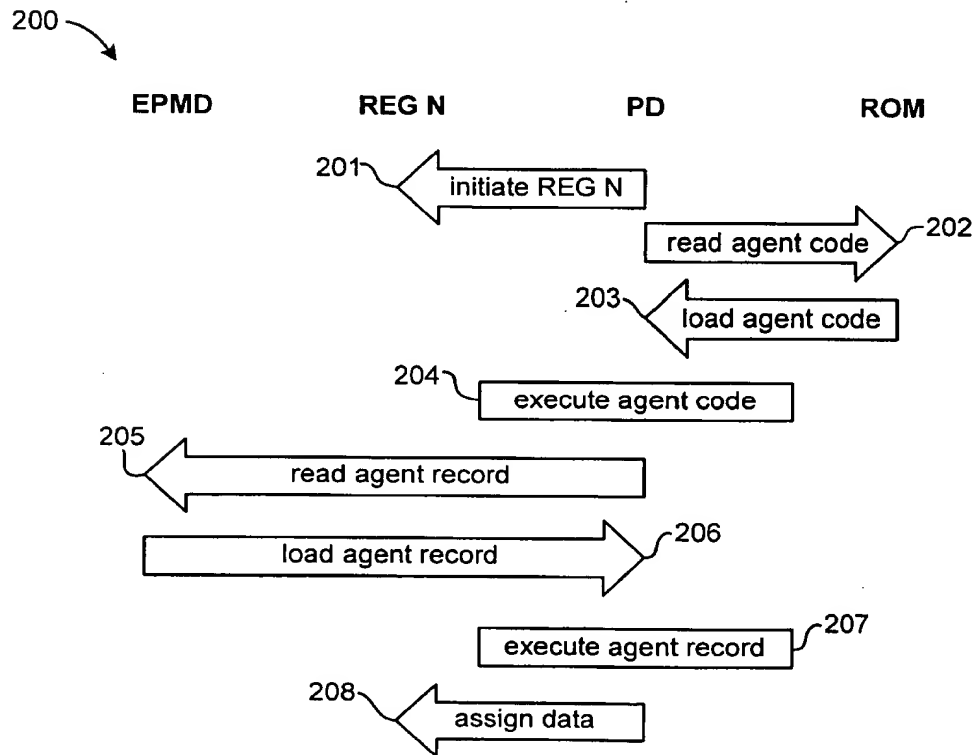 200
EPMD REG N PD ROM
201 initiate REG N
read agent code 202
203 load agent code
204 execute agent code
205 read agent record
load agent record 206
execute agent record 207
208 assign data